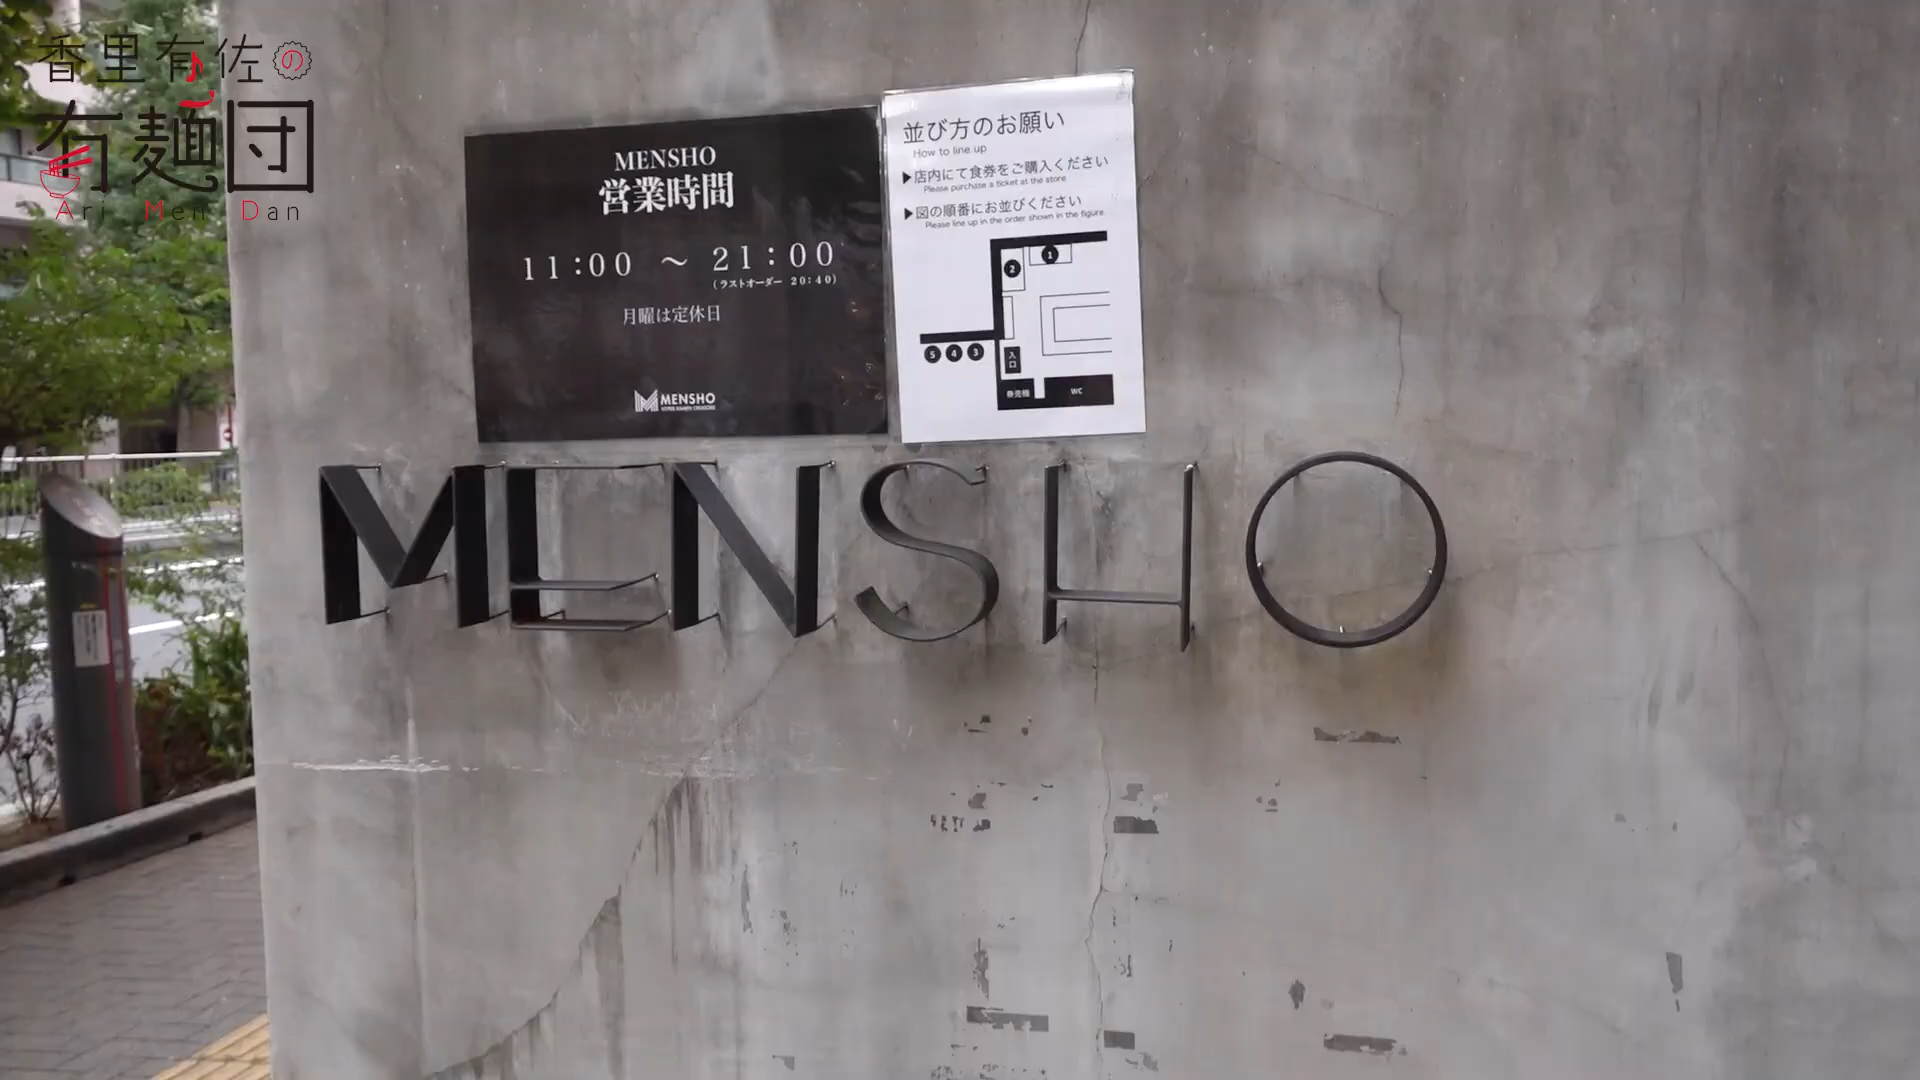 香里有佐の
有麺団
Ari Men Dan
MENSHO
営業時間
11:00 ～ 21:00
(ラストオーダー 20:40)
月曜は定休日
MENSHO
並び方のお願い
How to line up
▶店内にて食券をご購入ください
Please purchase a ticket at the store
▶図の順番にお並びください
Please line up in the order shown in the figure.
1
2
5 4 3
入口
券売機
WC
MENSHO